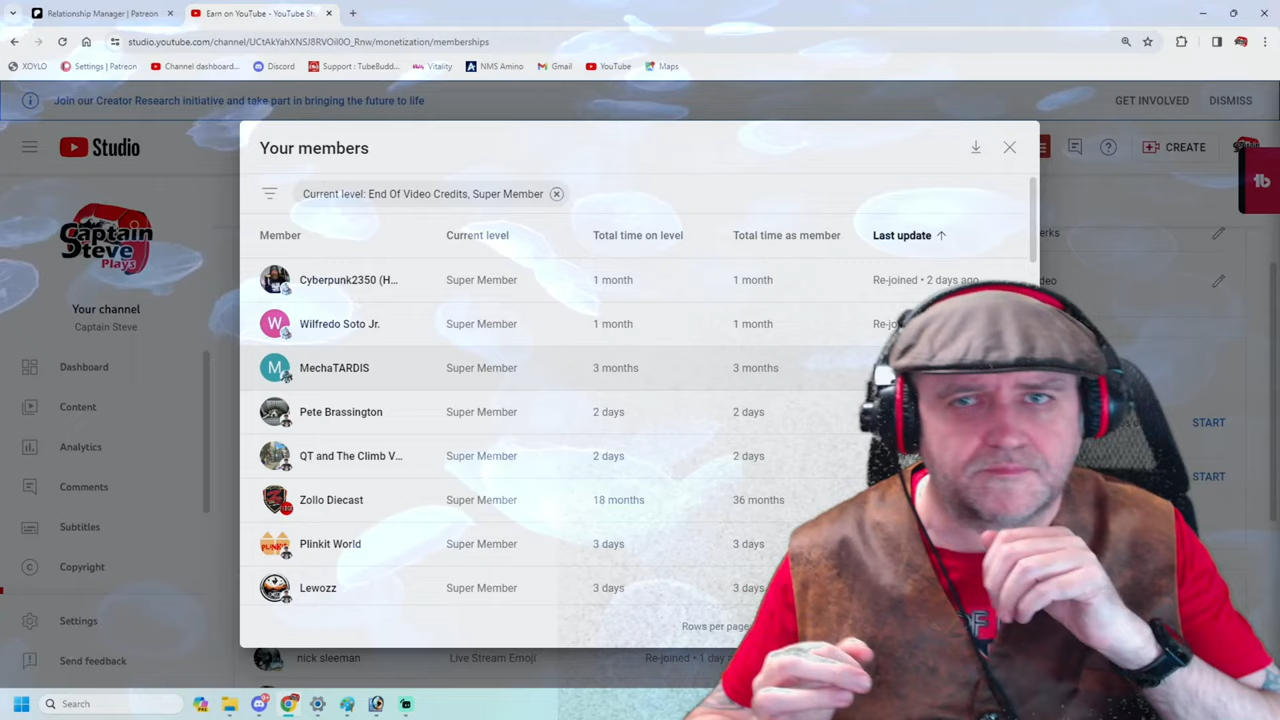 Relationship Manager | Patreon
Earn on YouTube - YouTube St
studio.youtube.com/channel/UCtAkYahXNSJ8RVOil0O_Rnw/monetization/memberships
XOYLO
Settings | Patreon
Channel dashboard...
Discord
Support : TubeBudd...
Vitality
NMS Amino
Gmail
YouTube
Maps
Join our Creator Research initiative and take part in bringing the future to life
GET INVOLVED
DISMISS
Studio
CREATE
Your members
Current level: End Of Video Credits, Super Member
Member Current level Total time on level Total time as member Last update
Cyberpunk2350 (H... Super Member 1 month 1 month Re-joined • 2 days ago
Wilfredo Soto Jr. Super Member 1 month 1 month
MechaTARDIS Super Member 3 months 3 months
Pete Brassington Super Member 2 days 2 days
QT and The Climb V... Super Member 2 days 2 days
Zollo Diecast Super Member 18 months 36 months
Plinkit World Super Member 3 days 3 days
Lewozz Super Member 3 days 3 days
Rows per page
nick sleeman Live Stream Emoji Re-joined • 1 day
Captain
Steve
Plays
Your channel
Captain Steve
Dashboard
Content
Analytics
Comments
Subtitles
Copyright
Settings
Send feedback
START
START
Search